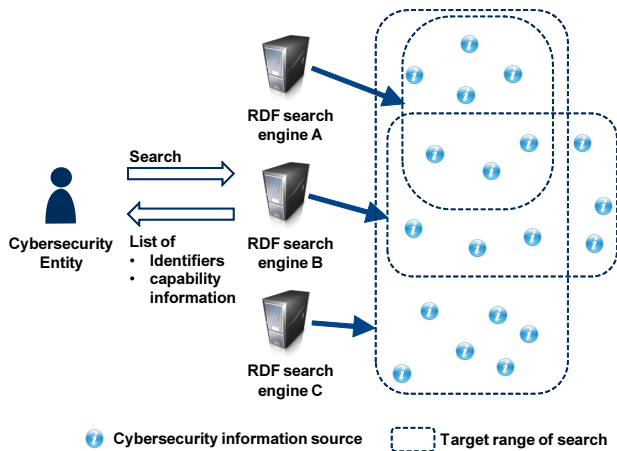 RDF search
engine A
Search
RDF search
engine B
Cybersecurity
Entity
List of
• Identifiers
• capability
information
RDF search
engine C
Cybersecurity information source
Target range of search